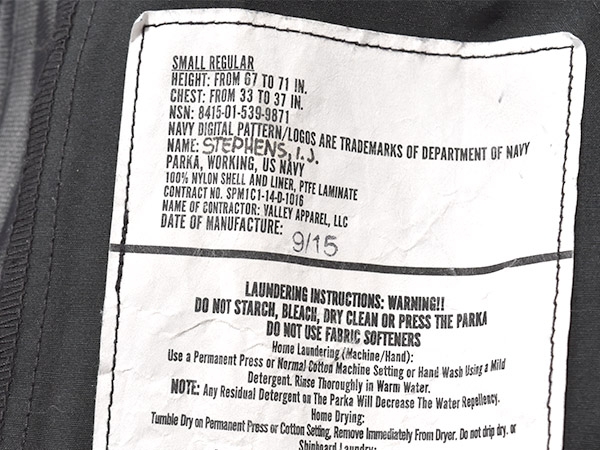 SMALL REGULAR
HEIGHT: FROM 67 TO 71 IN.
CHEST: FROM 33 TO 37 IN.
NSN: 8415-01-539-9871
NAVY DIGITAL PATTERN/LOGOS ARE TRADEMARKS OF DEPARTMENT OF NAVY
NAME: STEPHENS, I.J.
PARKA, WORKING, US NAVY
100% NYLON SHELL AND LINER, PTFE LAMINATE
CONTRACT NO. SPM1C1-14-D-1016
NAME OF CONTRACTOR: VALLEY APPAREL, LLC
DATE OF MANUFACTURE: 9/15
LAUNDERING INSTRUCTIONS: WARNING!!
DO NOT STARCH, BLEACH, DRY CLEAN OR PRESS THE PARKA
DO NOT USE FABRIC SOFTENERS
Home Laundering (Machine/Hand):
Use a Permanent Press or Normal Cotton Machine Setting or Hand Wash Using a Mild
Detergent. Rinse Thoroughly in Warm Water.
NOTE: Any Residual Detergent on The Parka Will Decrease The Water Repellency.
Home Drying:
Tumble Dry on Permanent Press or Cotton Setting, Remove Immediately From Dryer. Do not drip dry. or
Shipboard Laundry: